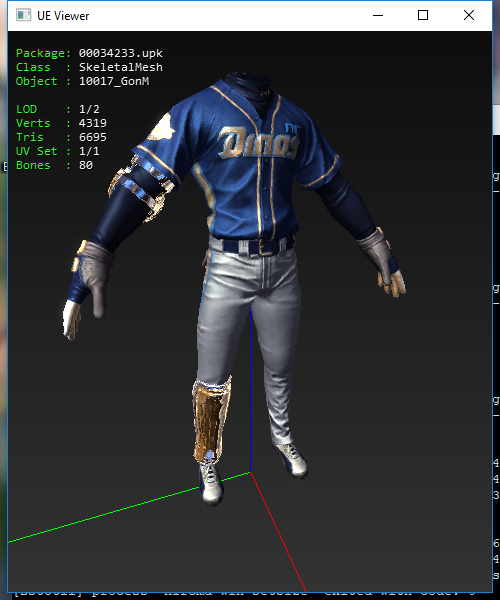 UE Viewer
Package: 00034233.upk
Class : SkeletalMesh
Object : 10017_GonM
LOD : 1/2
Verts : 4319
Tris : 6695
UV Set : 1/1
Bones : 80
Dinos